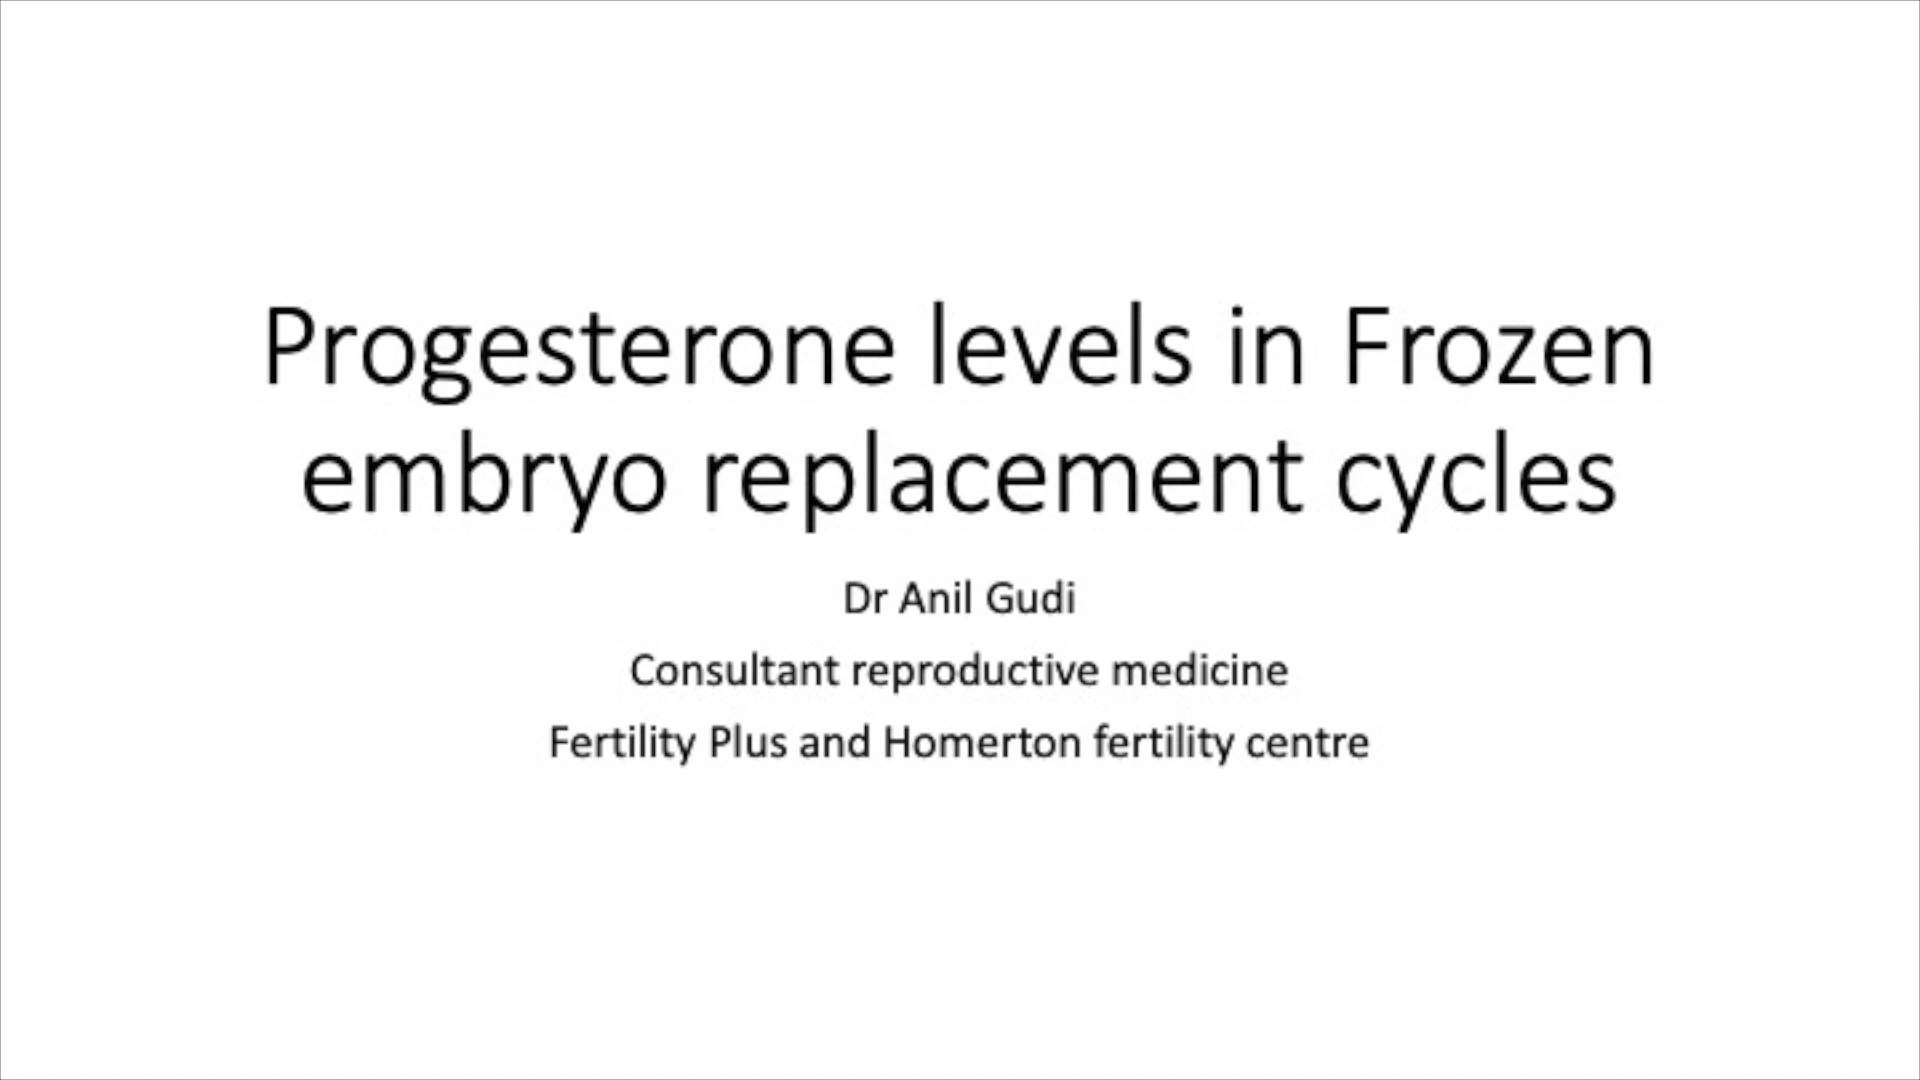 Progesterone levels in Frozen
embryo replacement cycles
Dr Anil Gudi
Consultant reproductive medicine
Fertility Plus and Homerton fertility centre